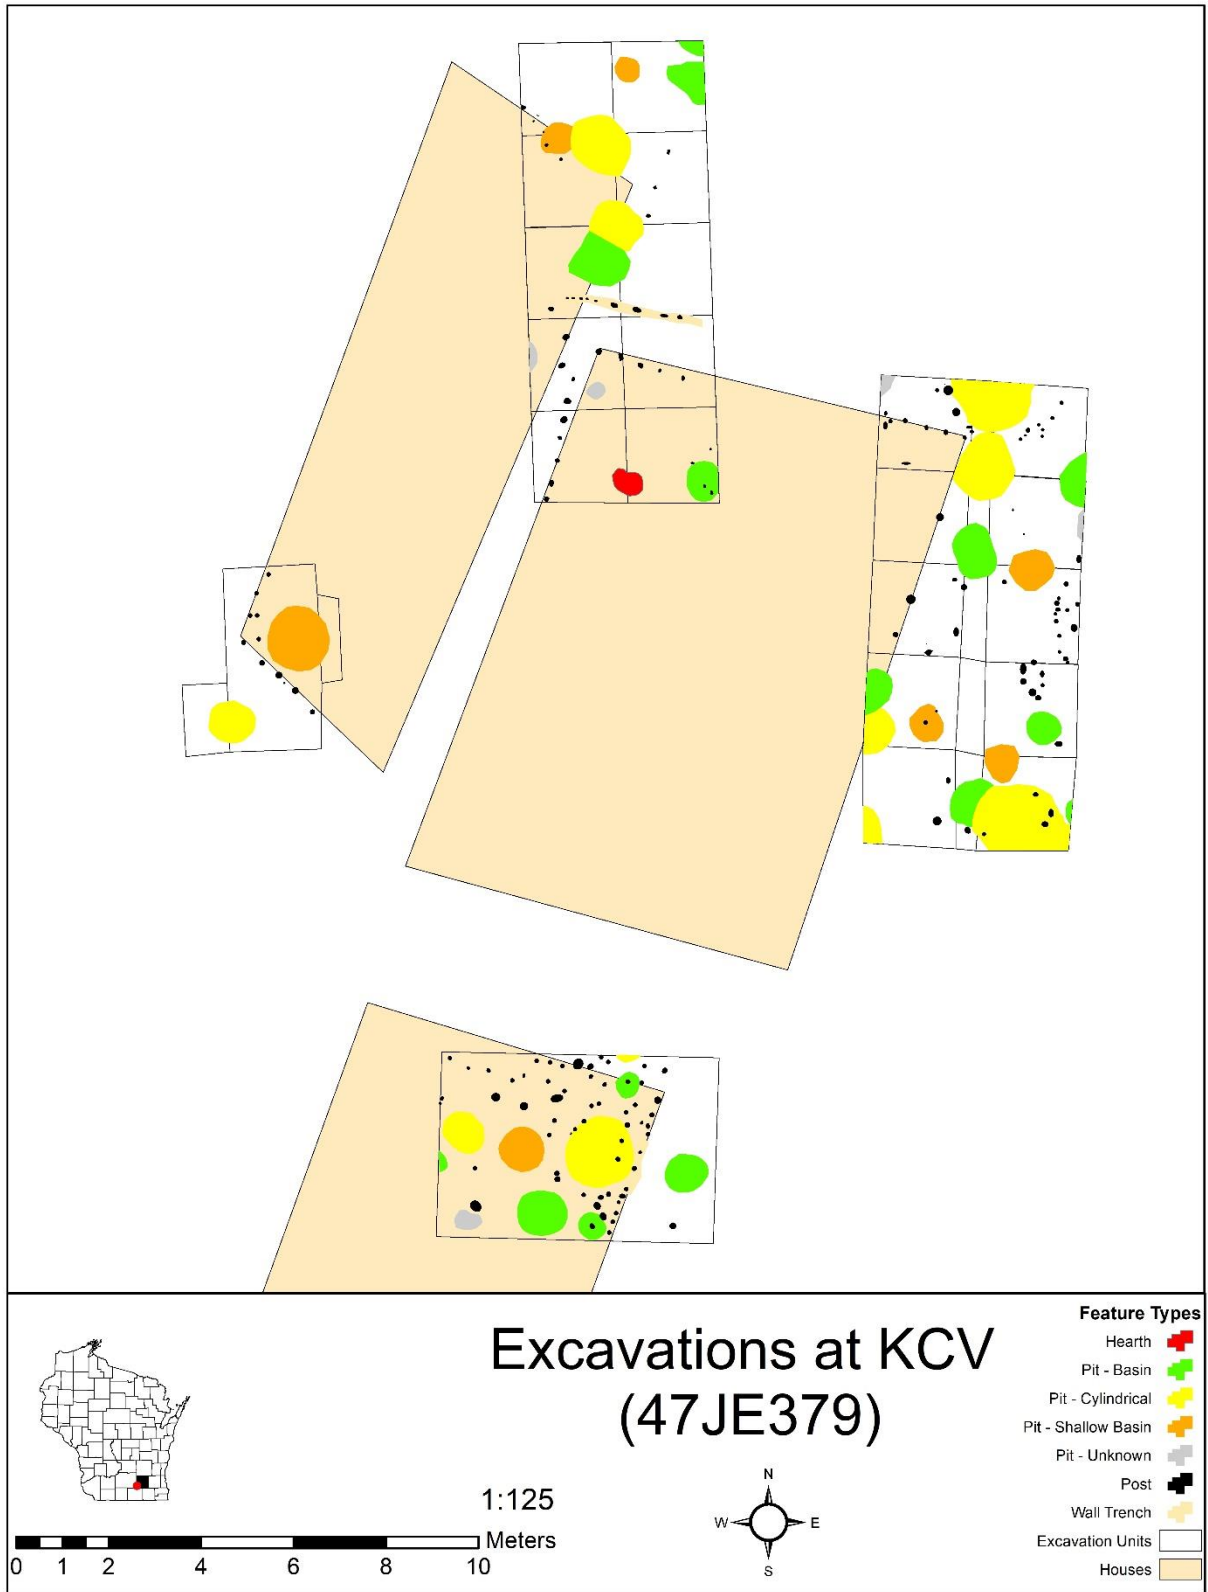 Excavations at KCV
(47JE379)
1:125
Meters
0 1 2 4 6 8 10
N
W E
S
Feature Types
Hearth
Pit - Basin
Pit - Cylindrical
Pit - Shallow Basin
Pit - Unknown
Post
Wall Trench
Excavation Units
Houses